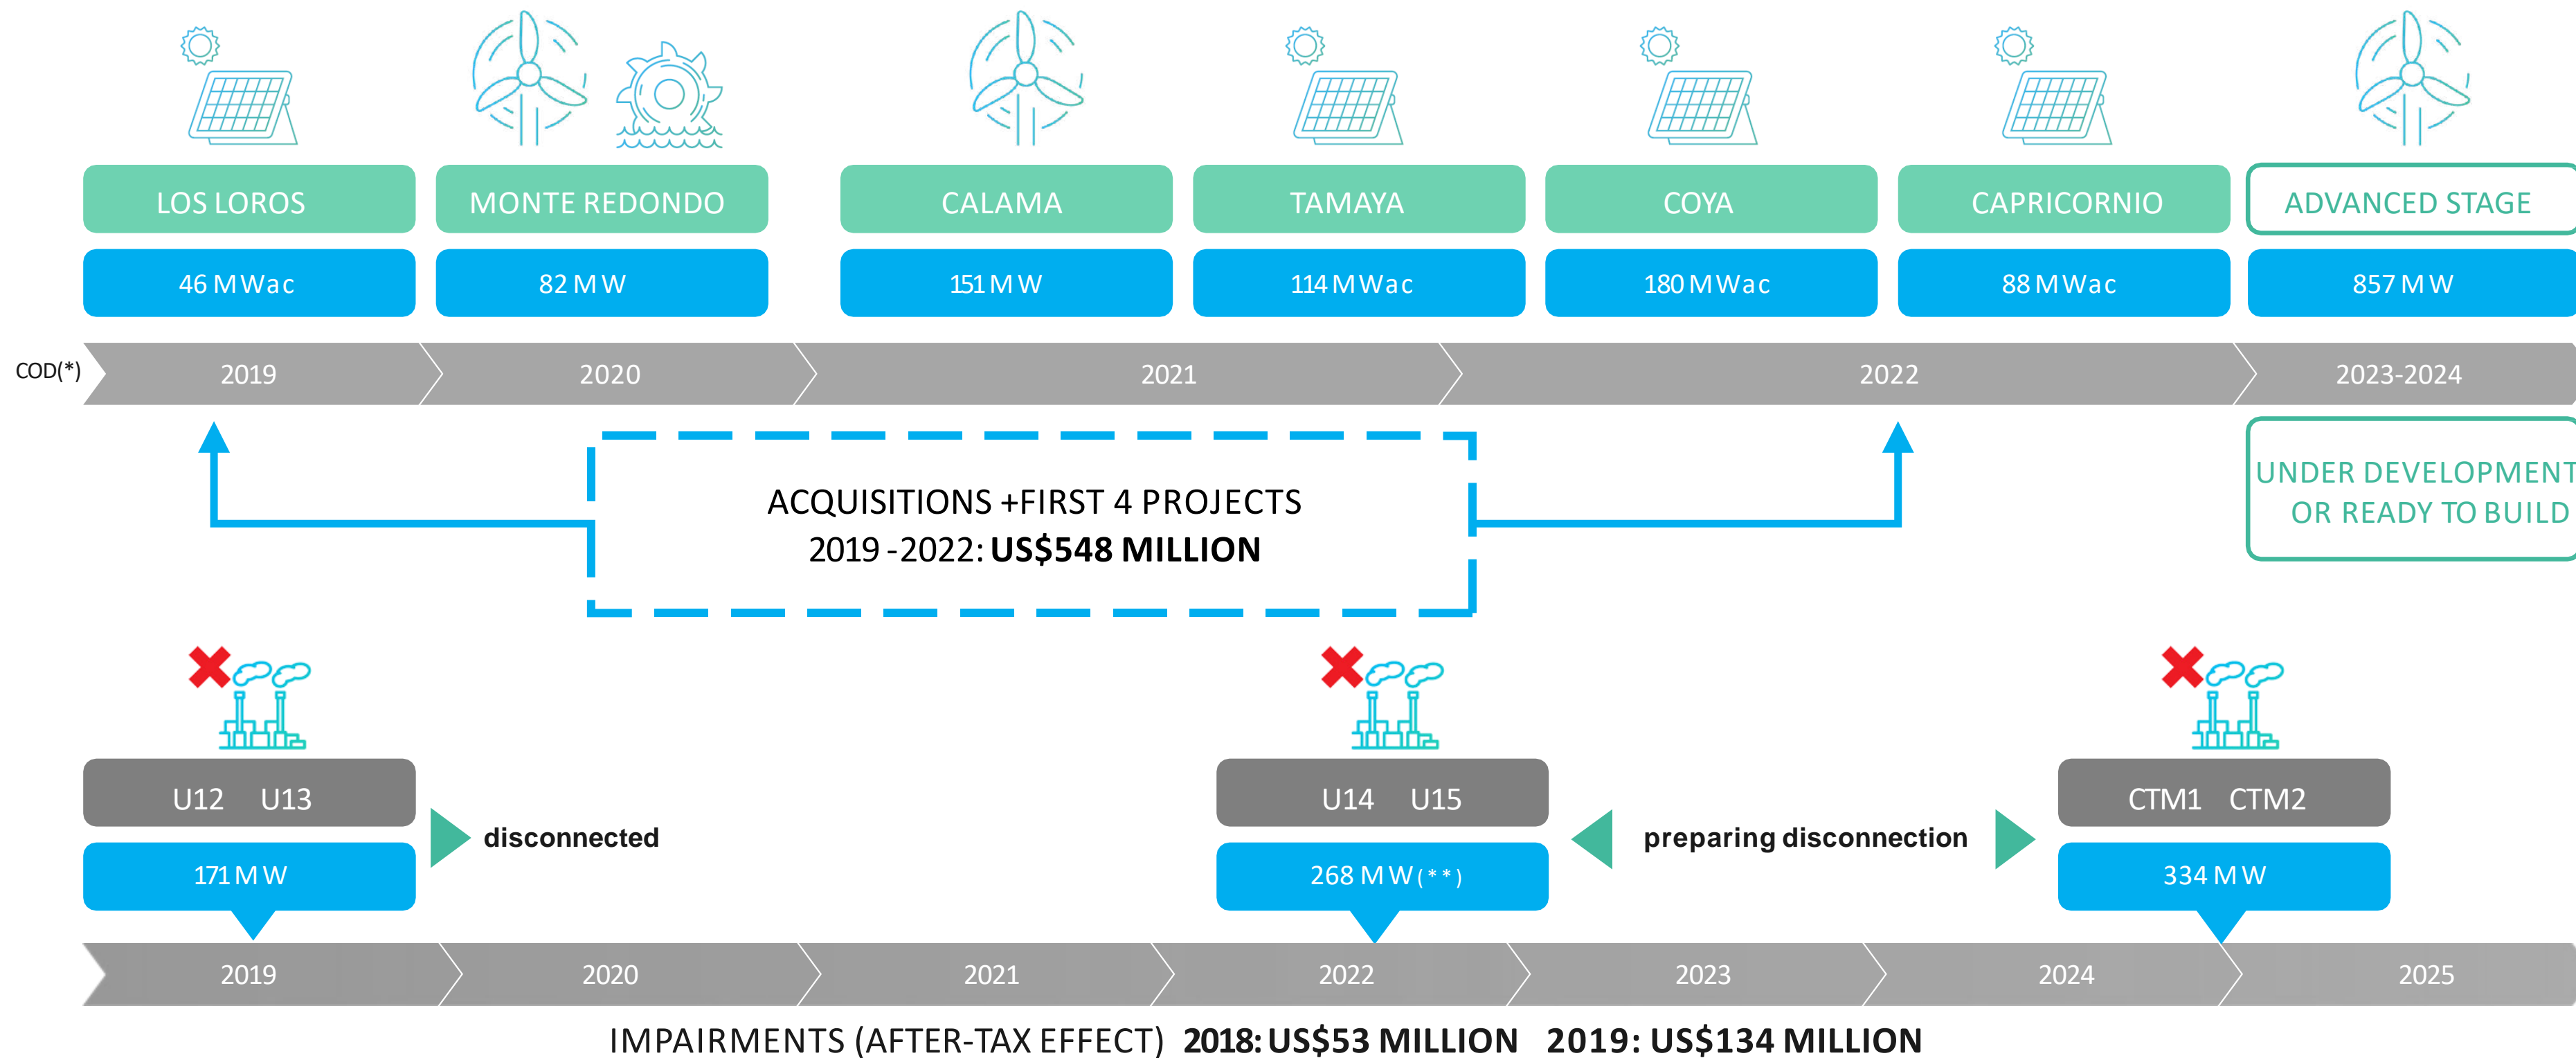 LOS LOROS
MONTE REDONDO
CALAMA
TAMAYA
COYA
CAPRICORNIO
ADVANCED STAGE
46 MWac
82 MW
151 MW
114 MWac
180 MWac
88 MWac
857 MW
COD(*)
2019
2020
2021
2022
2023-2024
ACQUISITIONS +FIRST 4 PROJECTS
2019 -2022: US$548 MILLION
UNDER DEVELOPMENT
OR READY TO BUILD
U12 U13
disconnected
171 MW
U14 U15
268 MW(**)
preparing disconnection
CTM1 CTM2
334 MW
2019
2020
2021
2022
2023
2024
2025
IMPAIRMENTS (AFTER-TAX EFFECT) 2018: US$53 MILLION 2019: US$134 MILLION